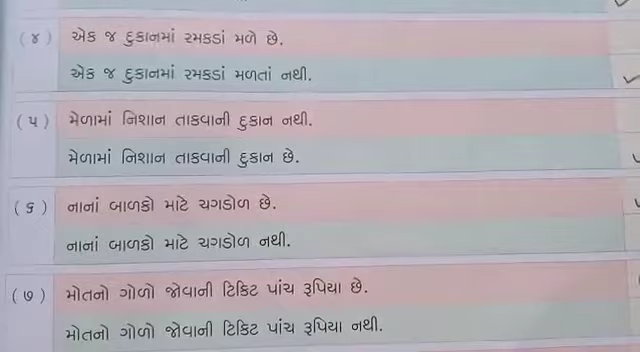 (૪) એક જ દુકાનમાં રમકડાં મળે છે.
એક જ દુકાનમાં રમકડાં મળતાં નથી.
(૫) મેળામાં નિશાન તાકવાની દુકાન નથી.
મેળામાં નિશાન તાકવાની દુકાન છે.
(૬) નાનાં બાળકો માટે ચગડોળ છે.
નાનાં બાળકો માટે ચગડોળ નથી.
(૭) મોતનો ગોળો જોવાની ટિકિટ પાંચ રૂપિયા છે.
મોતનો ગોળો જોવાની ટિકિટ પાંચ રૂપિયા નથી.